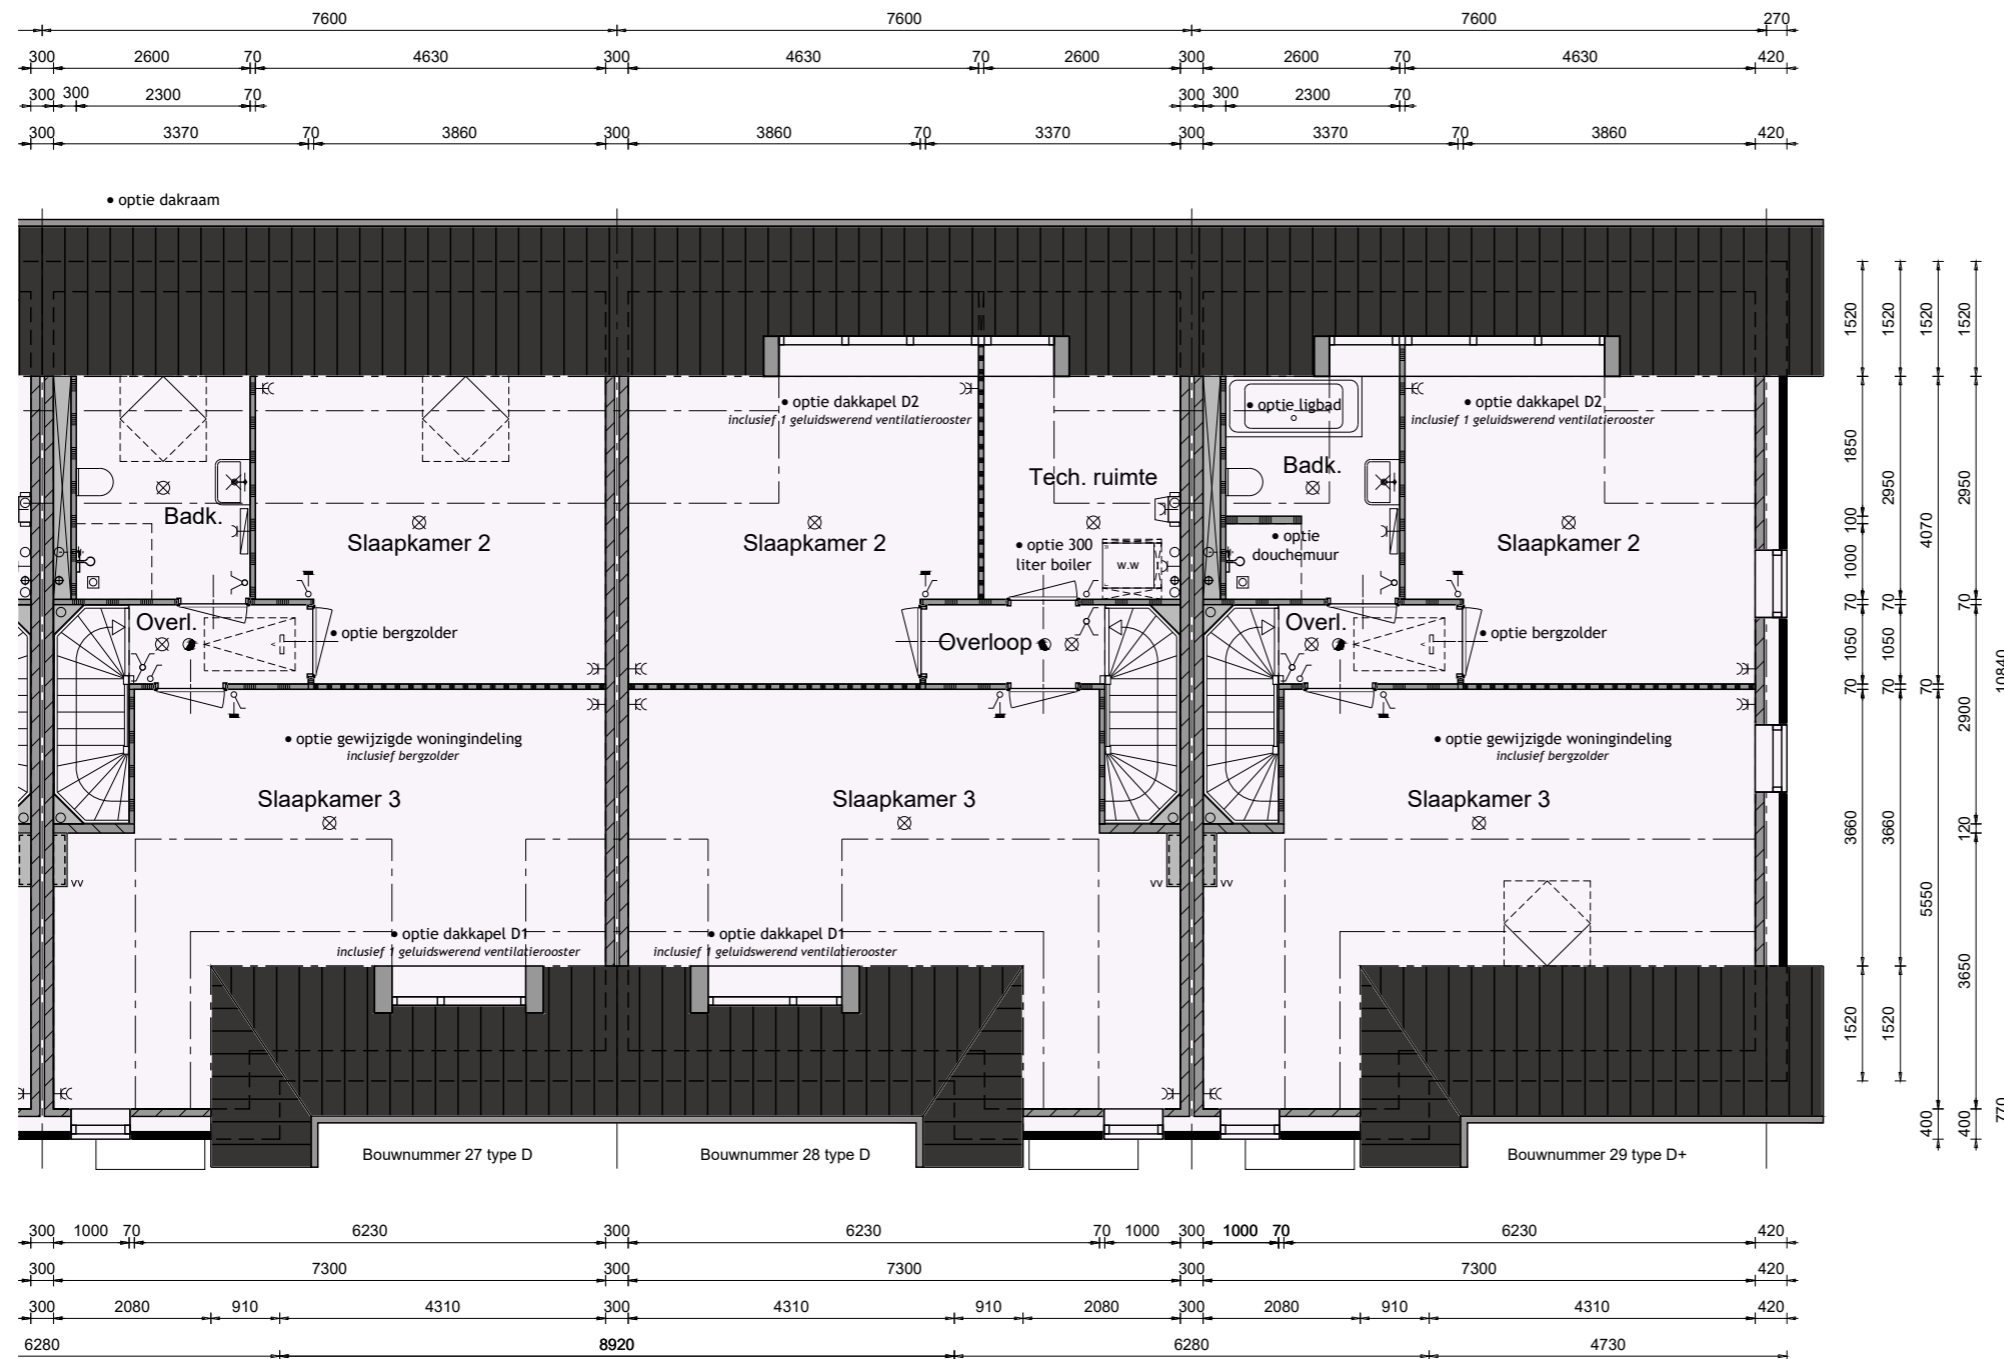 7600 7600 7600 270
300 2600 70 4630 300 4630 70 2600 300 2600 70 4630 420
300 300 2300 70 300 300 2300 70
300 3370 70 3860 300 3860 70 3370 300 3370 70 3860 420
• optie dakraam
• optie dakkapel D2
inclusief 1 geluidswerend ventilatierooster
• optie ligbad
• optie dakkapel D2
inclusief 1 geluidswerend ventilatierooster
Badk.
Slaapkamer 2
Slaapkamer 2
Tech. ruimte
• optie 300
liter boiler
w.w
Badk.
• optie
douchemuur
Slaapkamer 2
Overl.
• optie bergzolder
Overloop
Overl.
• optie bergzolder
• optie gewijzigde woningindeling
inclusief bergzolder
• optie gewijzigde woningindeling
inclusief bergzolder
Slaapkamer 3
Slaapkamer 3
Slaapkamer 3
vv
vv
vv
• optie dakkapel D1
inclusief 1 geluidswerend ventilatierooster
• optie dakkapel D1
inclusief 1 geluidswerend ventilatierooster
Bouwnummer 27 type D
Bouwnummer 28 type D
Bouwnummer 29 type D+
1520 1850 100 1000 70 1050 70 3660 1520
1520 2950 70 1050 70 3660 1520
1520 4070 70 5550 400
1520 2950 70 2900 120 3650 400
10840 770
300 1000 70 6230 300 6230 70 1000 300 1000 70 6230 420
300 7300 300 7300 300 7300 420
300 2080 910 4310 300 4310 910 2080 300 2080 910 4310 420
6280 8920 6280 4730